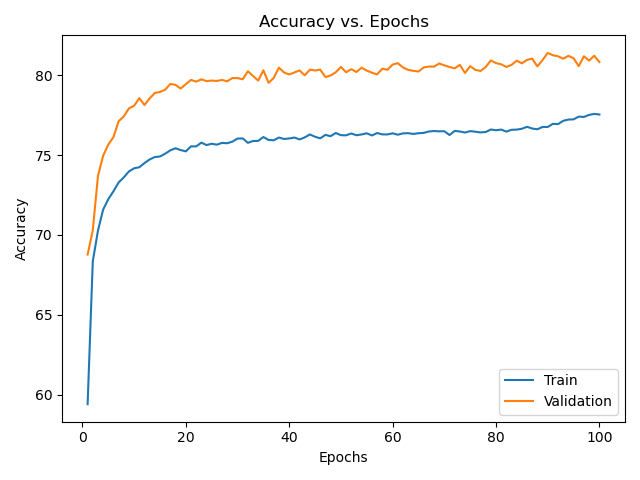 Accuracy vs. Epochs
Accuracy
80
75
70
65
60
0 20 40 60 80 100
Epochs
Train
Validation